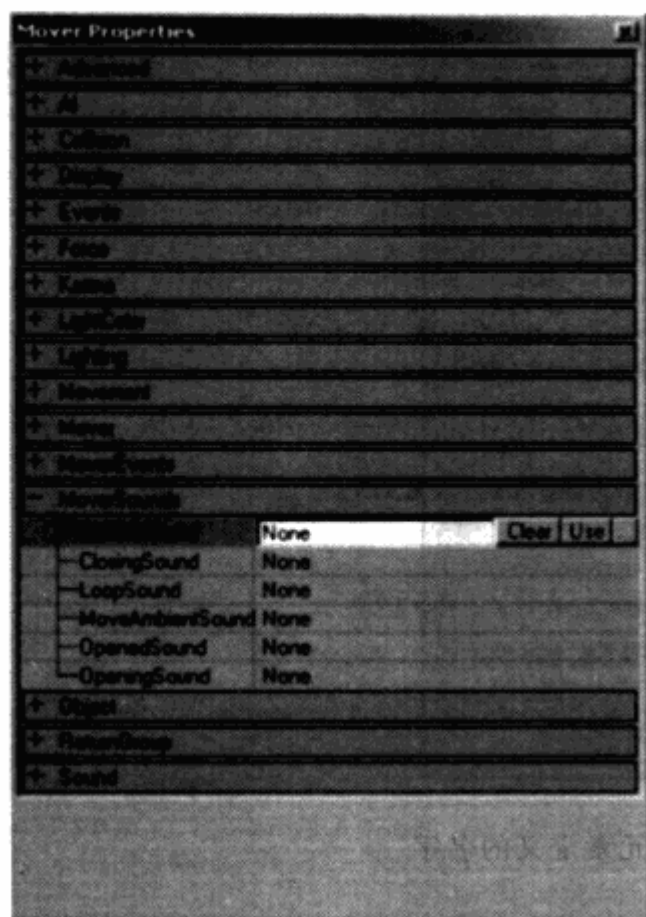 Mover Properties
+ Advanced
+ AI
+ Collision
+ Display
+ Events
+ Force
+ Karma
+ LightColor
+ Lighting
+ Movement
+ Mover
+ MoverEvents
− MoverSounds
None Clear Use
ClosingSound None
LoopSound None
MoveAmbientSound None
OpenedSound None
OpeningSound None
+ Object
+ Sound